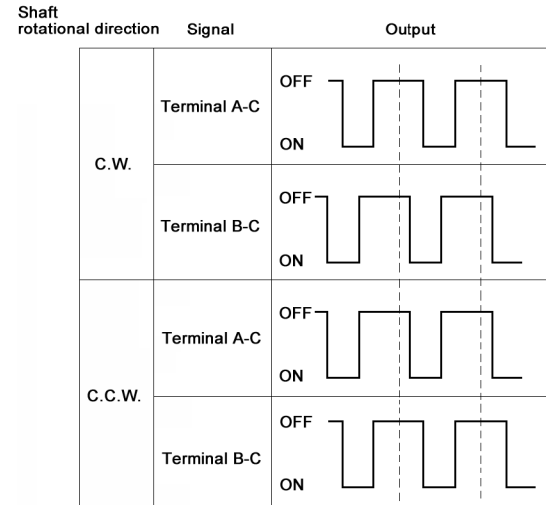 Shaft
rotational direction Signal Output
OFF
Terminal A-C
ON
C.W.
OFF
Terminal B-C
ON
OFF
Terminal A-C
ON
C.C.W.
OFF
Terminal B-C
ON